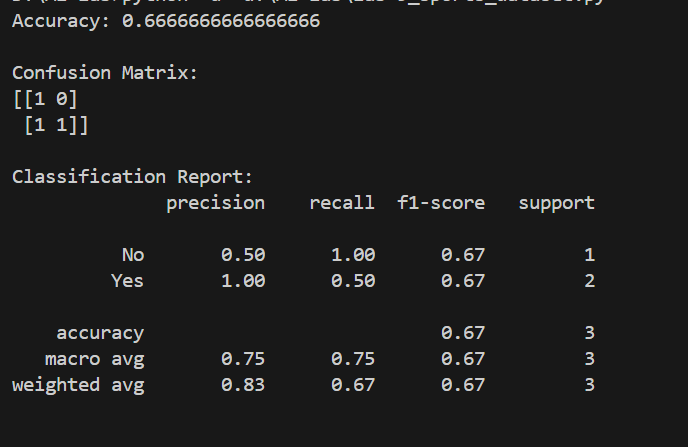 Accuracy: 0.6666666666666666
Confusion Matrix:
[[1 0]
 [1 1]]
Classification Report:
              precision    recall  f1-score   support
          No       0.50      1.00      0.67         1
         Yes       1.00      0.50      0.67         2
    accuracy                           0.67         3
   macro avg       0.75      0.75      0.67         3
weighted avg       0.83      0.67      0.67         3